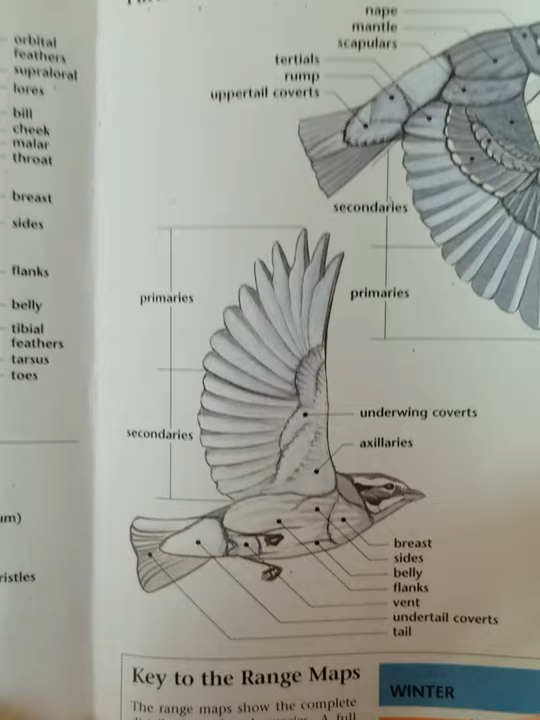 orbital
feathers
supraloral
lores
bill
cheek
malar
throat
breast
sides
flanks
belly
tibial
feathers
tarsus
toes
nape
mantle
scapulars
tertials
rump
uppertail coverts
secondaries
primaries
primaries
secondaries
underwing coverts
axillaries
breast
sides
belly
flanks
vent
undertail coverts
tail
Key to the Range Maps
The range maps show the complete
WINTER